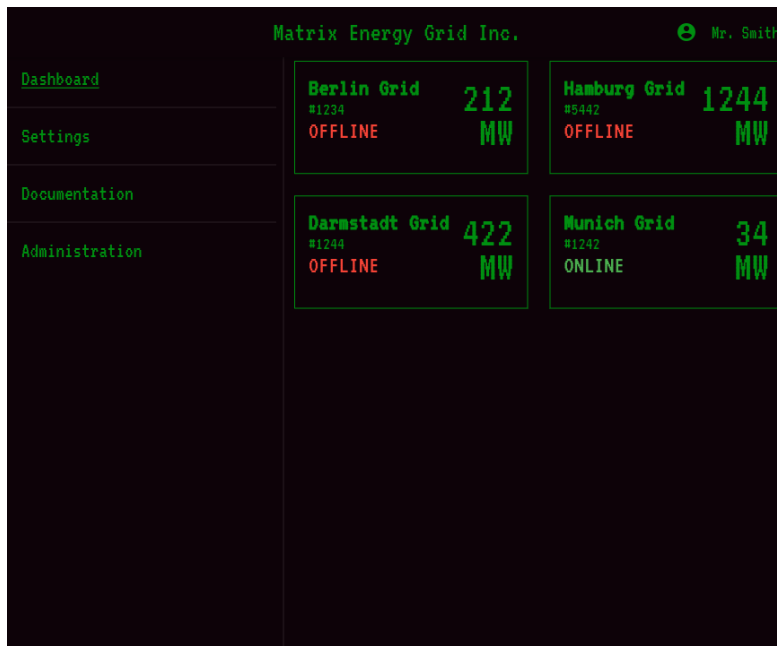 Matrix Energy Grid Inc.
Mr. Smith
Dashboard
Settings
Documentation
Administration
Berlin Grid
#1234
OFFLINE
212
MW
Hamburg Grid
#5442
OFFLINE
1244
MW
Darmstadt Grid
#1244
OFFLINE
422
MW
Munich Grid
#1242
ONLINE
34
MW